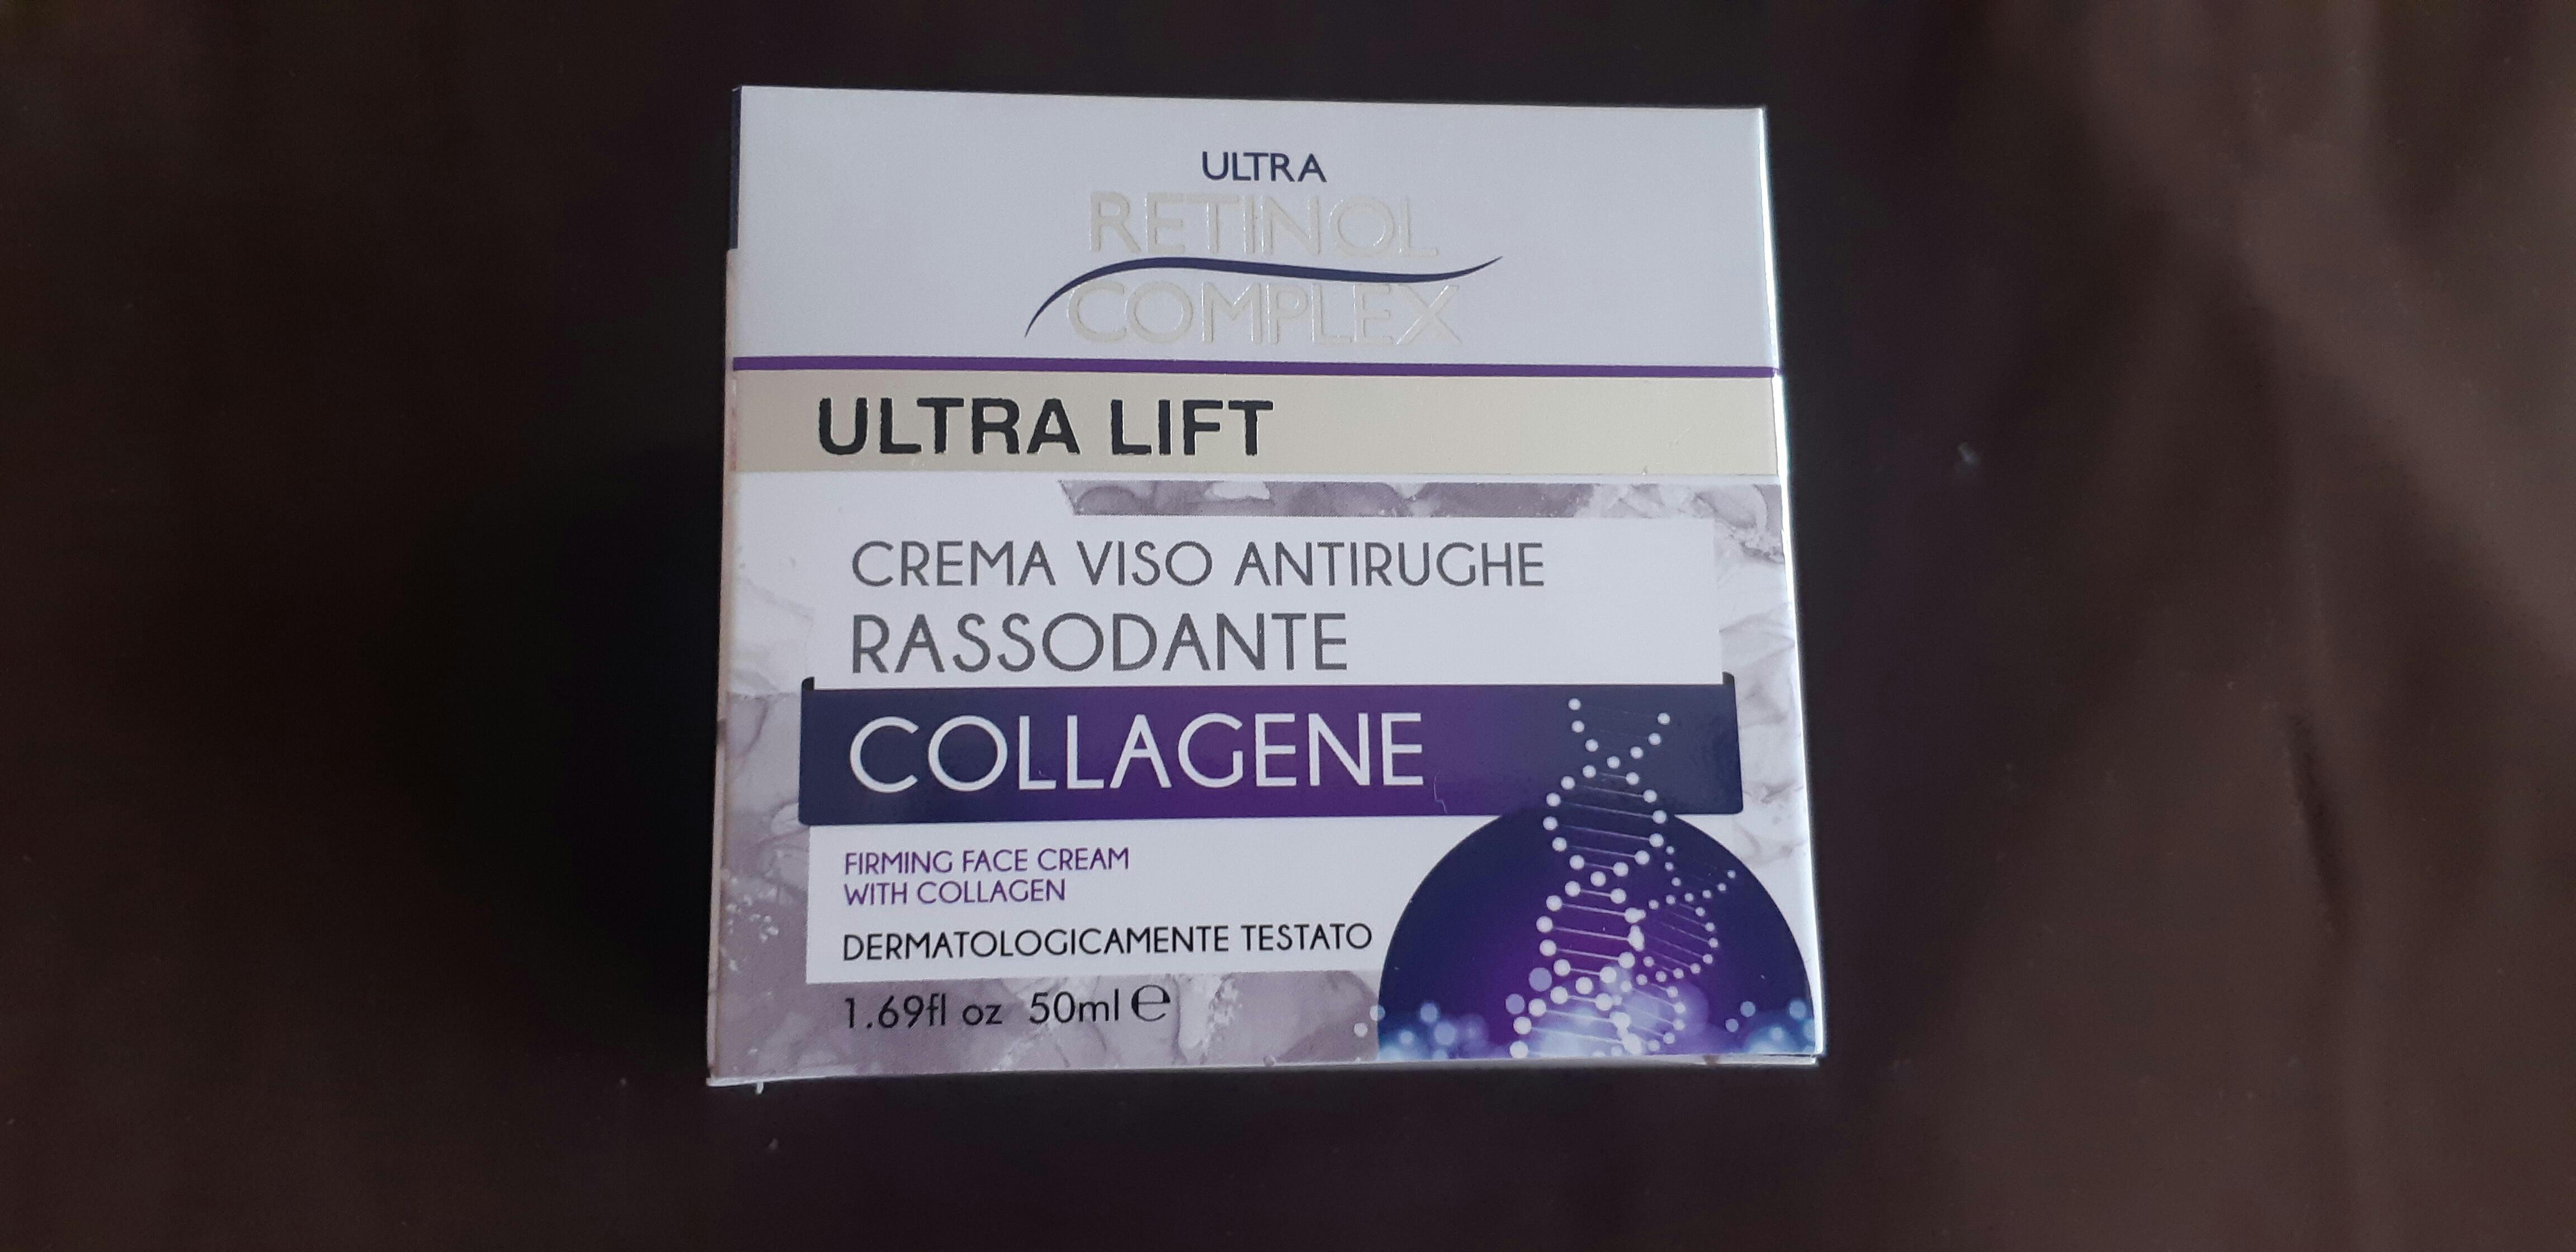 ULTRA
RETINOL
COMPLEX
ULTRA LIFT
CREMA VISO ANTIRUGHE
RASSODANTE
COLLAGENE
FIRMING FACE CREAM
WITH COLLAGEN
DERMATOLOGICAMENTE TESTATO
1.69fl oz 50ml ℮